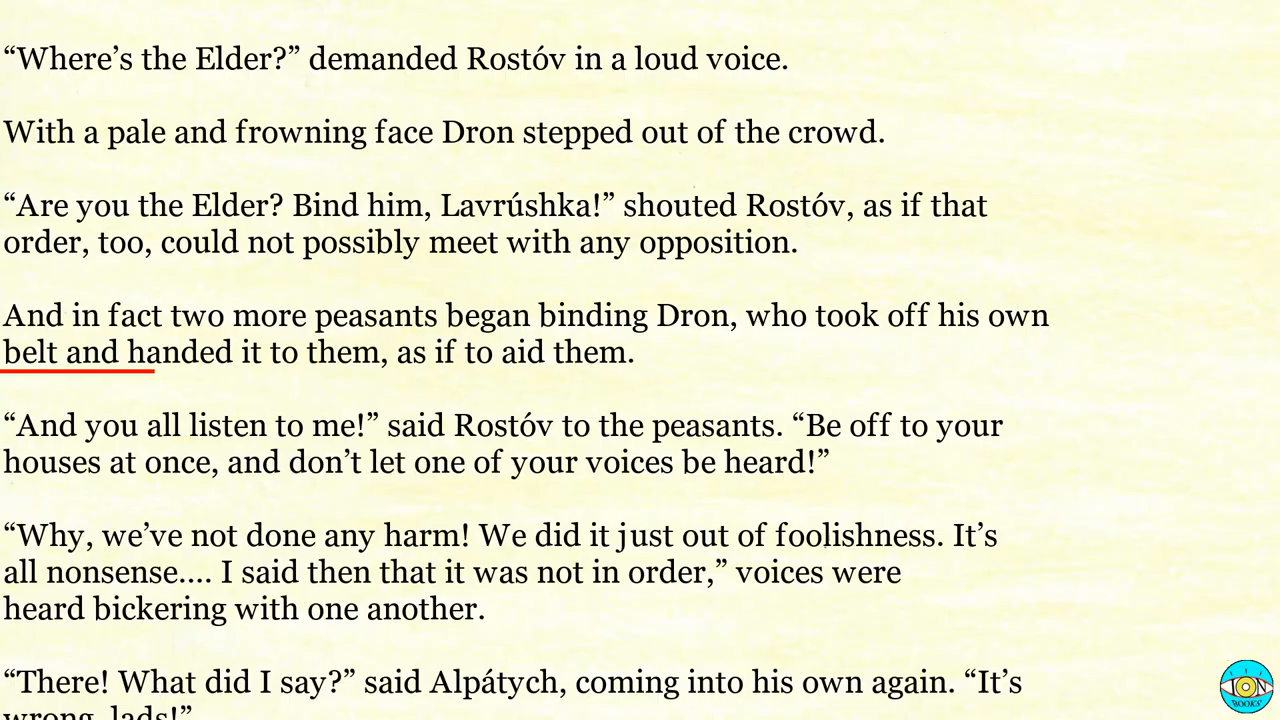 “Where’s the Elder?” demanded Rostóv in a loud voice.
With a pale and frowning face Dron stepped out of the crowd.
“Are you the Elder? Bind him, Lavrúshka!” shouted Rostóv, as if that
order, too, could not possibly meet with any opposition.
And in fact two more peasants began binding Dron, who took off his own
belt and handed it to them, as if to aid them.
“And you all listen to me!” said Rostóv to the peasants. “Be off to your
houses at once, and don’t let one of your voices be heard!”
“Why, we’ve not done any harm! We did it just out of foolishness. It’s
all nonsense.... I said then that it was not in order,” voices were
heard bickering with one another.
“There! What did I say?” said Alpátych, coming into his own again. “It’s
wrong, lads!”
ION
BOOKS